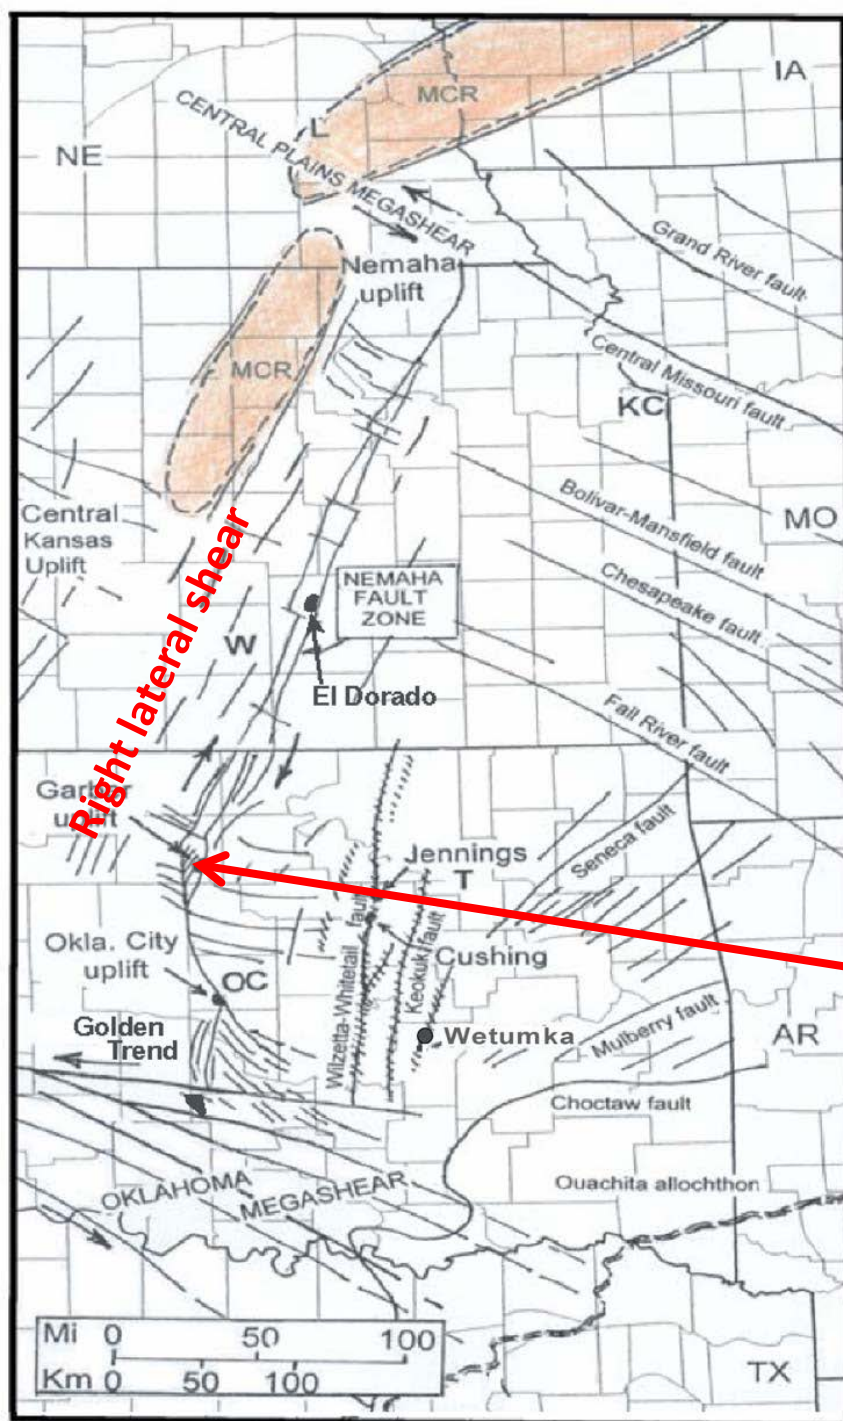 IA
MCR
L
NE
CENTRAL PLAINS MEGASHEAR
Grand River fault
Nemaha
uplift
MCR
Central Missouri fault
KC
Central
Kansas
Uplift
Bolivar-Mansfield fault
MO
Right lateral shear
NEMAHA
FAULT
ZONE
Chesapeake fault
W
El Dorado
Fall River fault
Garber
uplift
Jennings
T
Seneca fault
Wilzetta-Whitetail fault
Keokuk fault
Cushing
Okla. City
uplift
OC
Golden
Trend
Wetumka
Mulberry fault
AR
Choctaw fault
Ouachita allochthon
OKLAHOMA MEGASHEAR
Mi 0 50 100
Km 0 50 100
TX